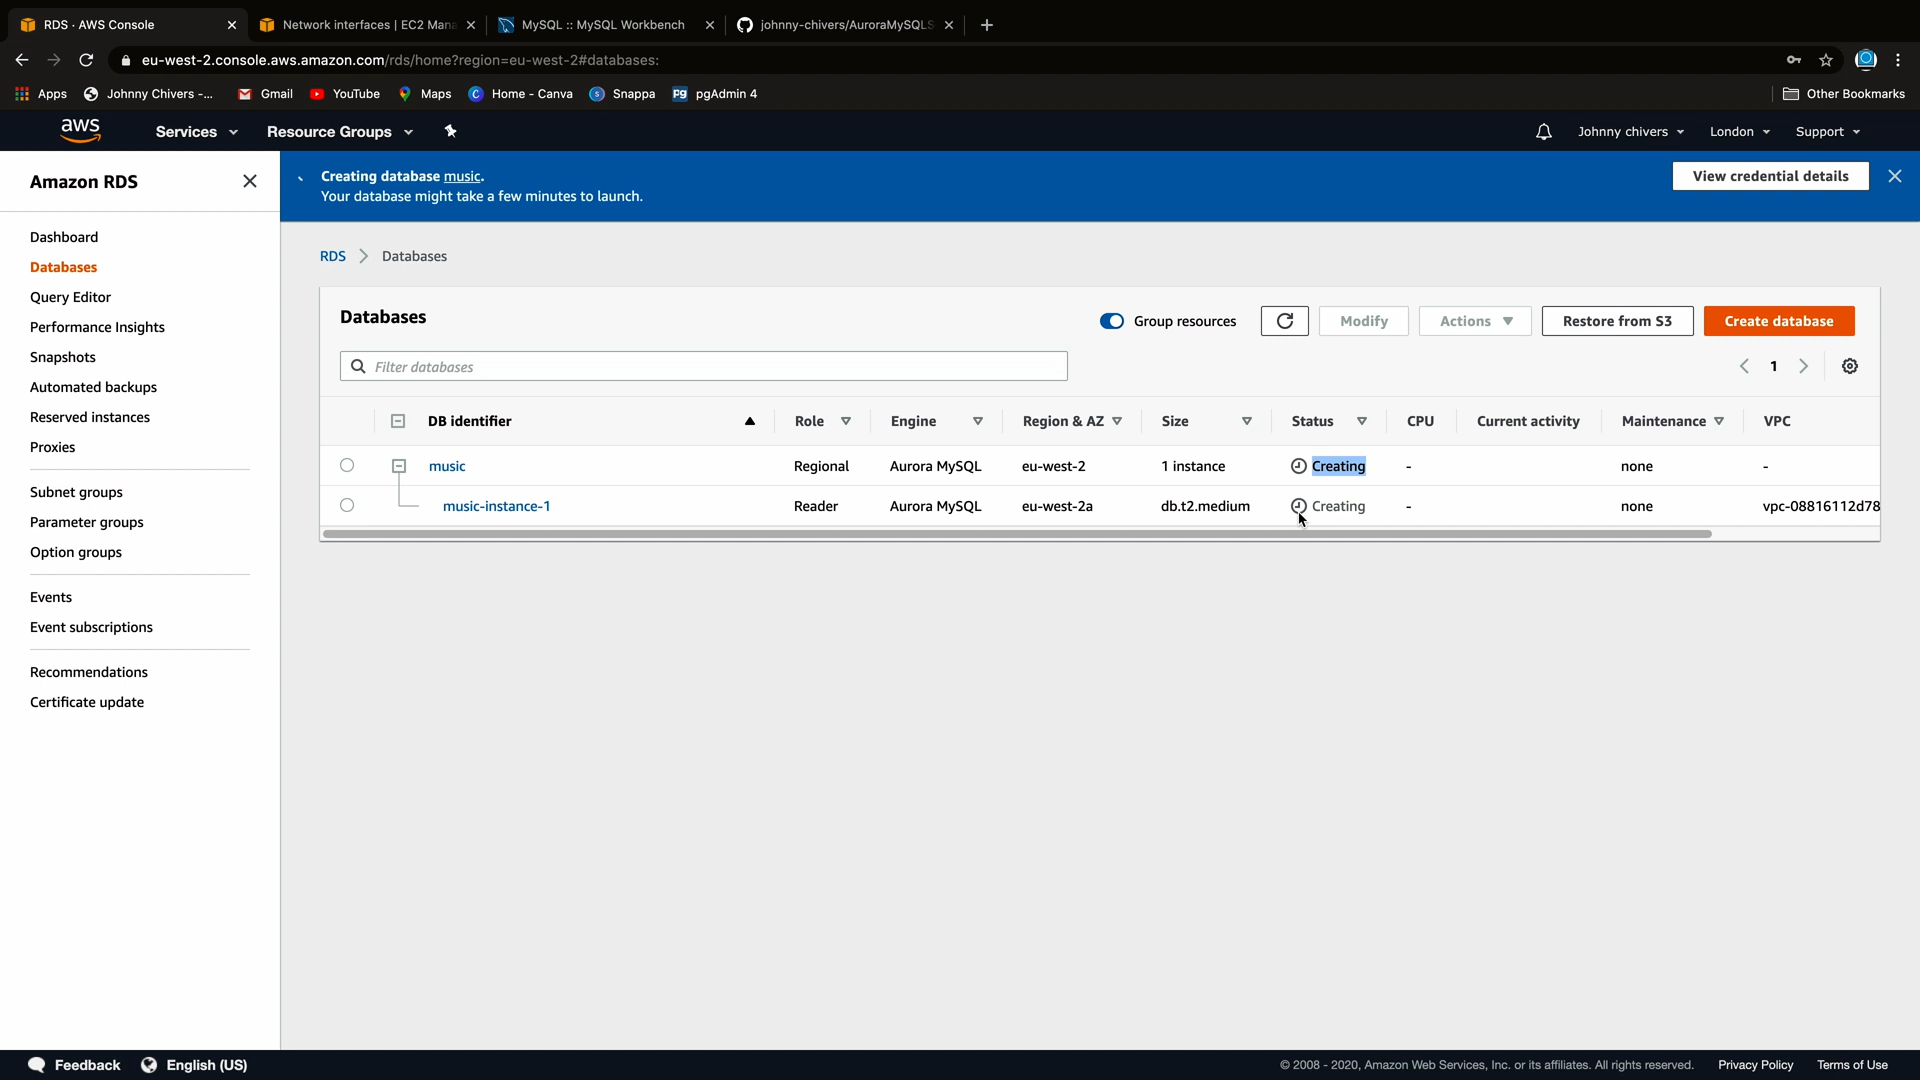 RDS · AWS Console
Network interfaces | EC2 Mana
MySQL :: MySQL Workbench
johnny-chivers/AuroraMySQLS
eu-west-2.console.aws.amazon.com/rds/home?region=eu-west-2#databases:
Apps
Johnny Chivers -...
Gmail
YouTube
Maps
Home - Canva
Snappa
pgAdmin 4
Other Bookmarks
aws
Services
Resource Groups
Johnny chivers
London
Support
Amazon RDS
Dashboard
Databases
Query Editor
Performance Insights
Snapshots
Automated backups
Reserved instances
Proxies
Subnet groups
Parameter groups
Option groups
Events
Event subscriptions
Recommendations
Certificate update
Creating database music.
Your database might take a few minutes to launch.
View credential details
RDS
Databases
Databases
Group resources
Modify
Actions
Restore from S3
Create database
Filter databases
1
DB identifier Role Engine Region & AZ Size Status CPU Current activity Maintenance VPC
music Regional Aurora MySQL eu-west-2 1 instance Creating - none -
music-instance-1 Reader Aurora MySQL eu-west-2a db.t2.medium Creating - none vpc-08816112d78
Feedback
English (US)
© 2008 - 2020, Amazon Web Services, Inc. or its affiliates. All rights reserved.
Privacy Policy
Terms of Use